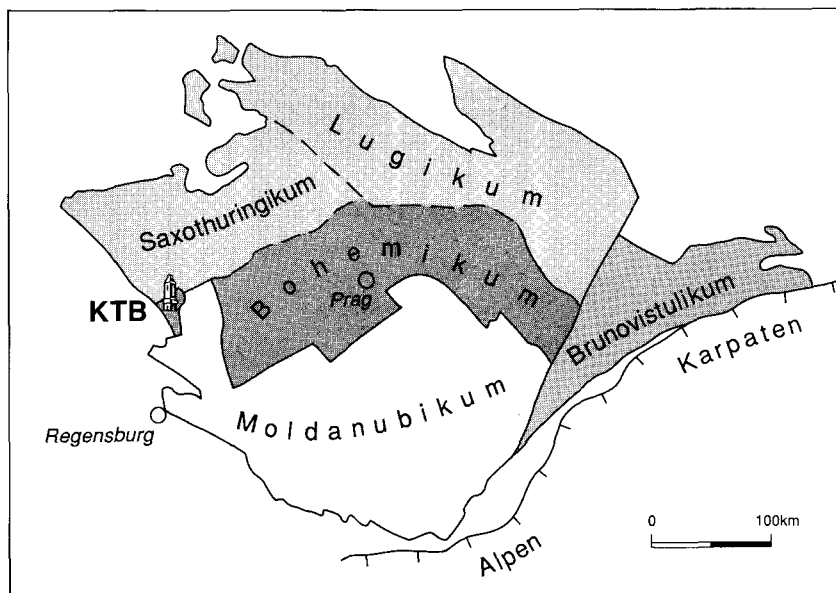 Lugikum
Saxothuringikum
Bohemikum
Prag
KTB
Brunovistulikum
Karpaten
Moldanubikum
Regensburg
0 100km
Alpen